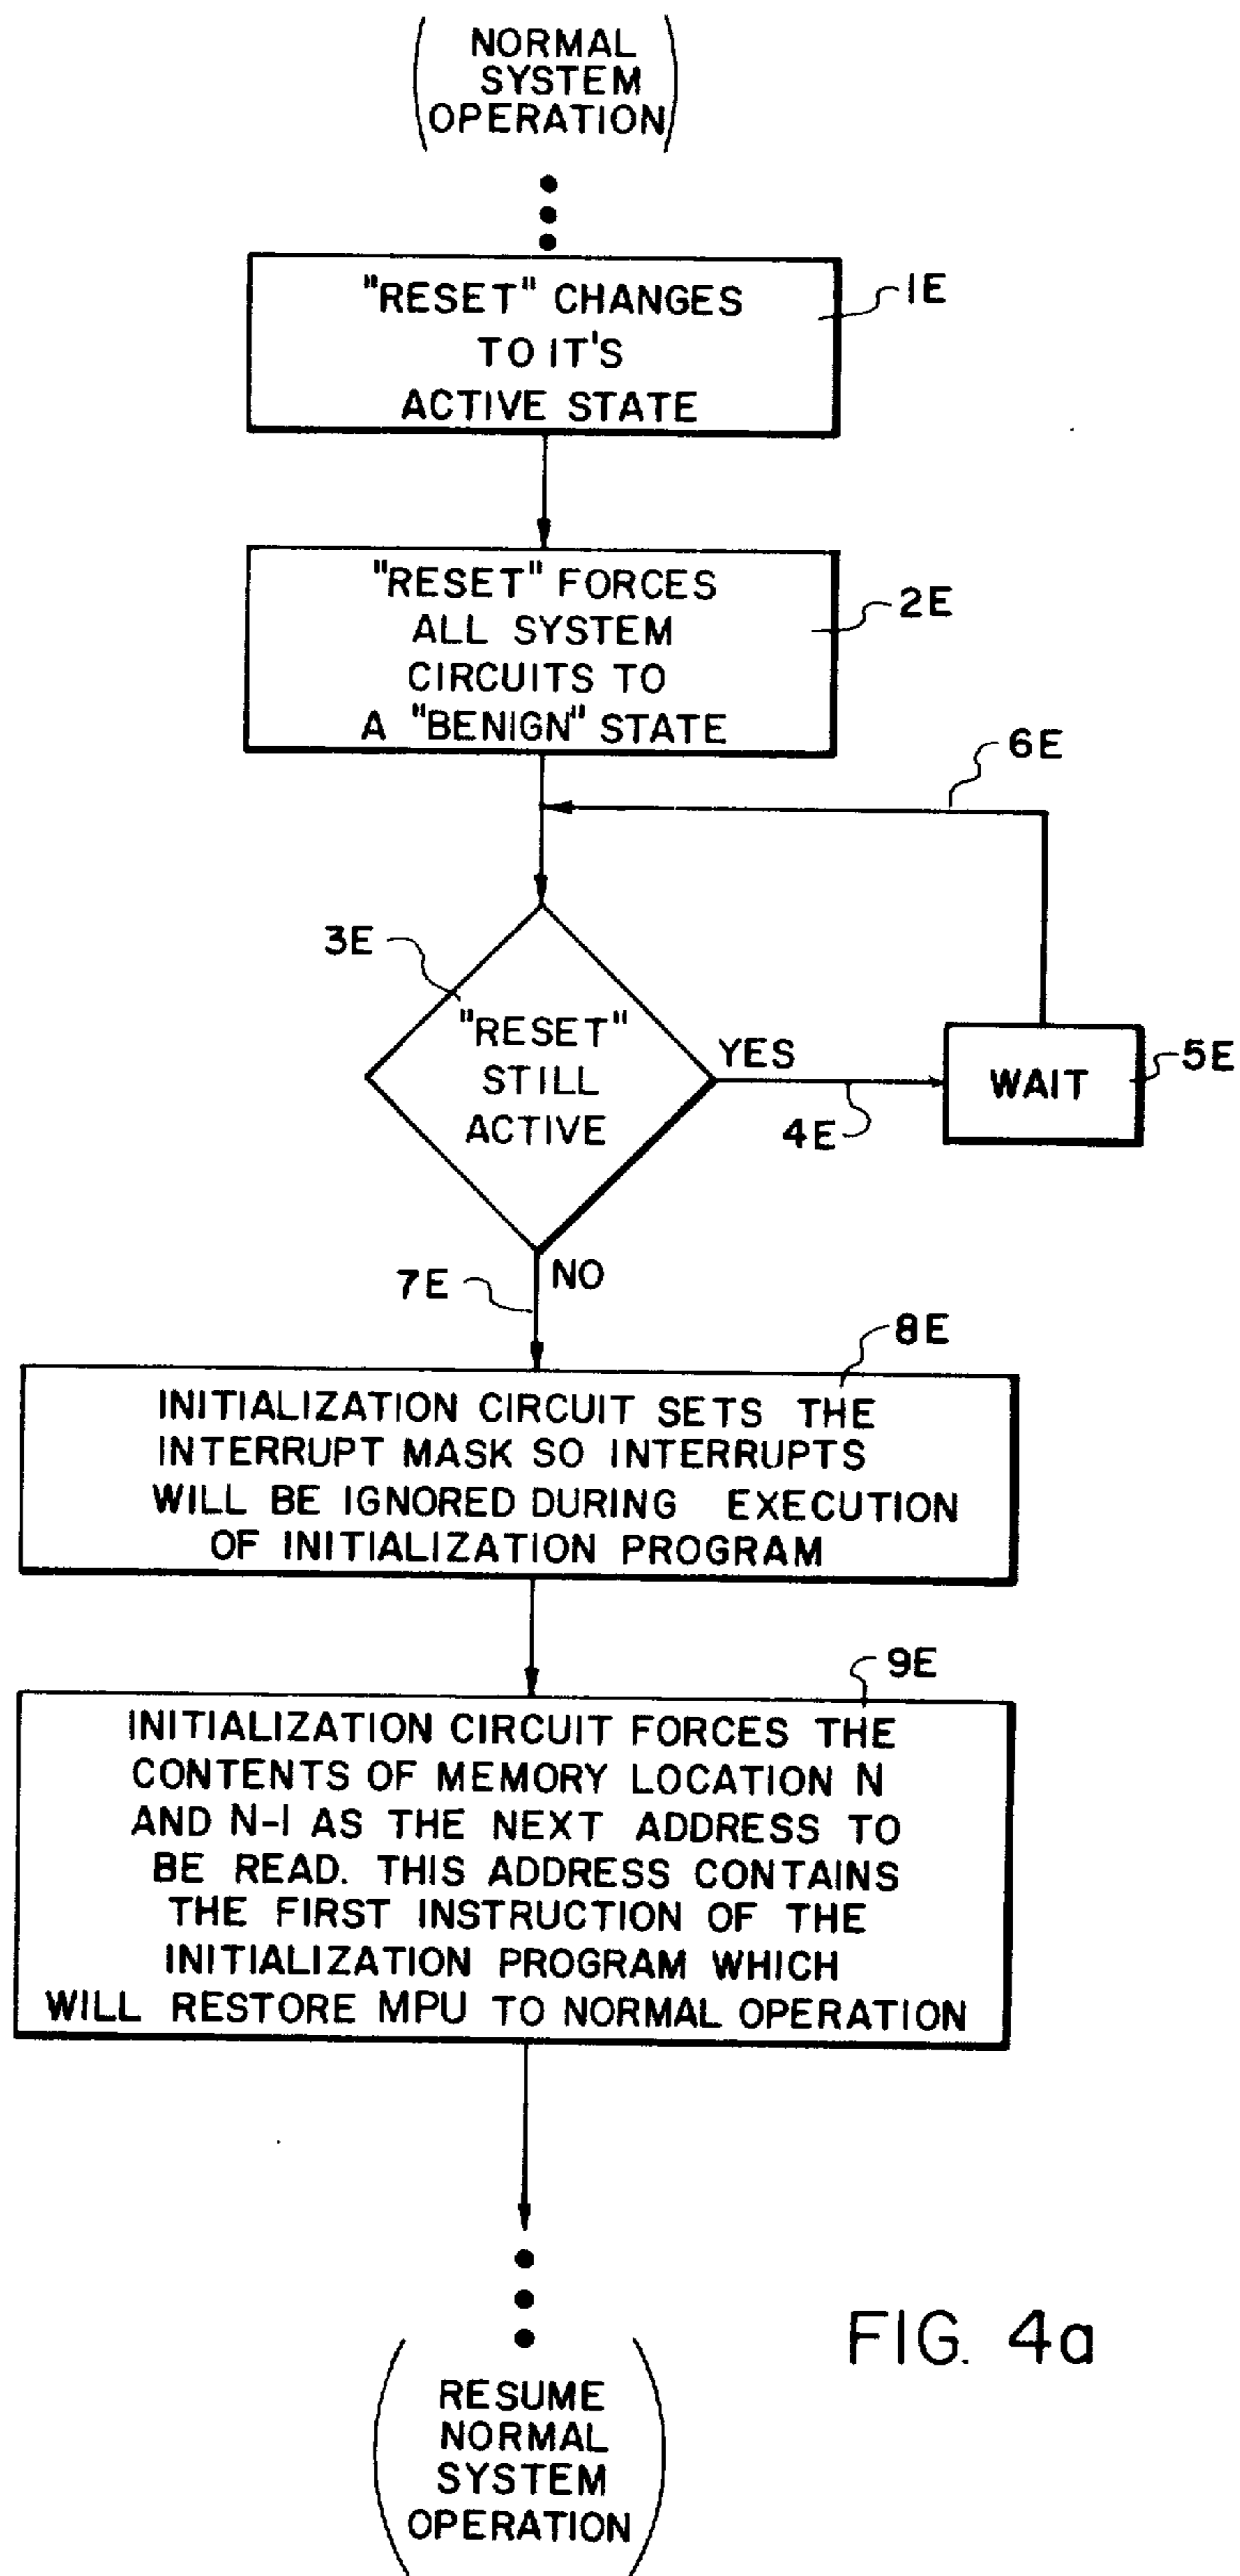 NORMAL
SYSTEM
OPERATION
"RESET" CHANGES
TO IT'S
ACTIVE STATE
1E
"RESET" FORCES
ALL SYSTEM
CIRCUITS TO
A "BENIGN" STATE
2E
6E
3E
"RESET"
STILL
ACTIVE
YES
4E
WAIT
5E
7E
NO
8E
INITIALIZATION CIRCUIT SETS THE
INTERRUPT MASK SO INTERRUPTS
WILL BE IGNORED DURING EXECUTION
OF INITIALIZATION PROGRAM
9E
INITIALIZATION CIRCUIT FORCES THE
CONTENTS OF MEMORY LOCATION N
AND N-1 AS THE NEXT ADDRESS TO
BE READ. THIS ADDRESS CONTAINS
THE FIRST INSTRUCTION OF THE
INITIALIZATION PROGRAM WHICH
WILL RESTORE MPU TO NORMAL OPERATION
FIG. 4a
RESUME
NORMAL
SYSTEM
OPERATION